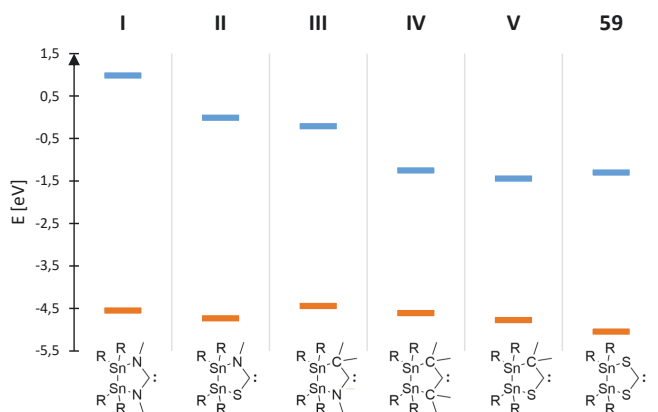 I II III IV V 59
1,5
0,5
-0,5
-1,5
-2,5
-3,5
-4,5
-5,5
E [eV]
R R N
Sn
Sn :
R R N
R R N
Sn
Sn :
R R S
R R C
Sn
Sn :
R R N
R R C
Sn
Sn :
R R C
R R C
Sn
Sn :
R R S
R R S
Sn
Sn :
R R S